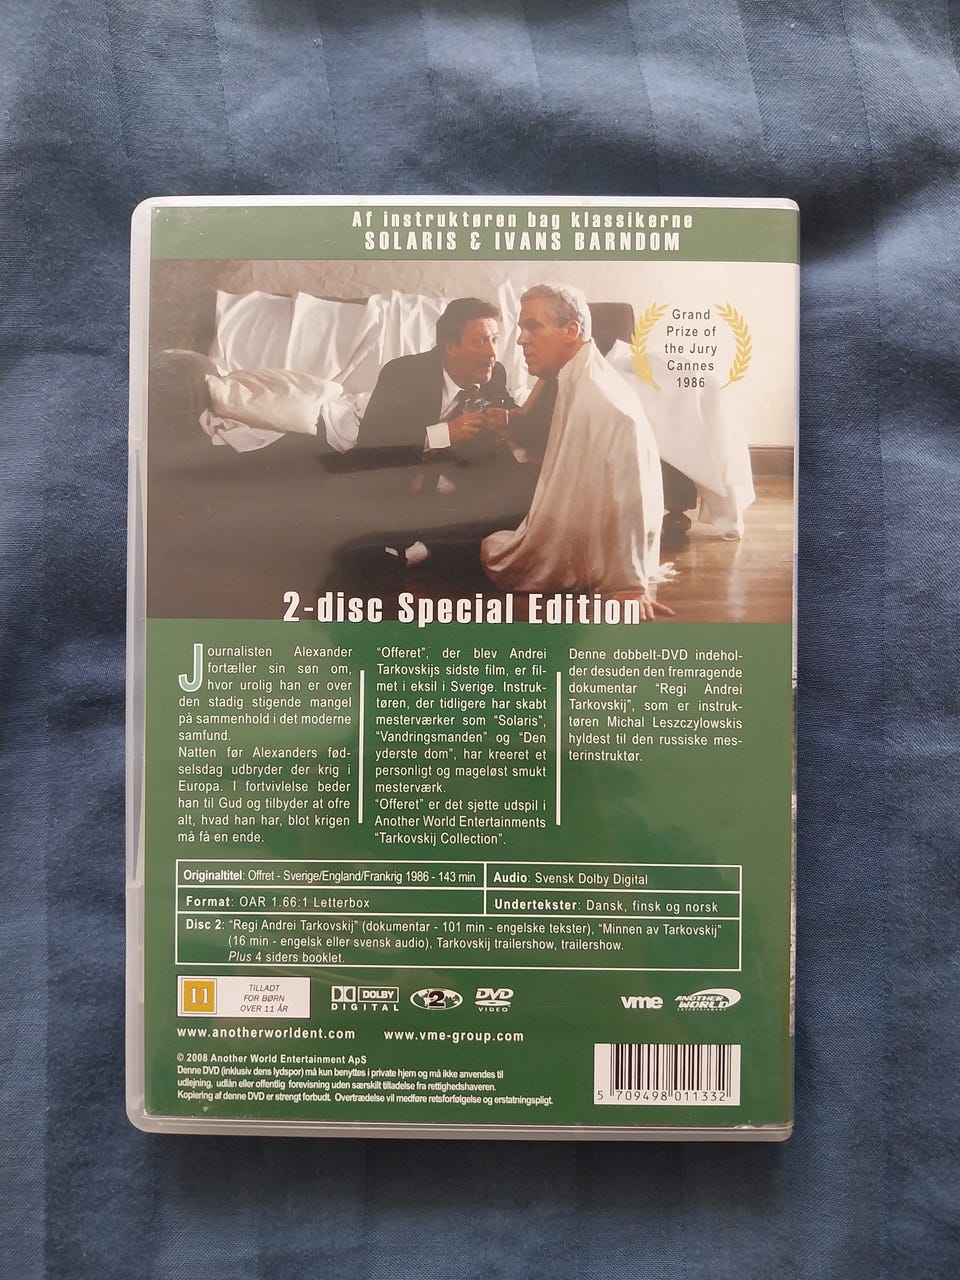 Af instruktøren bag klassikerne
SOLARIS & IVANS BARNDOM
Grand
Prize of
the Jury
Cannes
1986
2-disc Special Edition
Journalisten Alexander
fortæller sin søn om,
hvor urolig han er over
den stadig stigende mangel
på sammenhold i det moderne
samfund.
Natten før Alexanders fød-
selsdag udbryder der krig i
Europa. I fortvivlelse beder
han til Gud og tilbyder at ofre
alt, hvad han har, blot krigen
må få en ende.
"Offeret", der blev Andrei
Tarkovskijs sidste film, er fil-
met i eksil i Sverige. Instruk-
tøren, der tidligere har skabt
mesterværker som "Solaris",
"Vandringsmanden" og "Den
yderste dom", har kreeret et
personligt og mageløst smukt
mesterværk.
"Offeret" er det sjette udspil i
Another World Entertainments
"Tarkovskij Collection".
Denne dobbelt-DVD indehol-
der desuden den fremragende
dokumentar "Regi Andrei
Tarkovskij", som er instruk-
tøren Michal Leszczylowskis
hyldest til den russiske mes-
terinstruktør.
Originaltitel: Offret - Sverige/England/Frankrig 1986 - 143 min
Audio: Svensk Dolby Digital
Format: OAR 1.66:1 Letterbox
Undertekster: Dansk, finsk og norsk
Disc 2: "Regi Andrei Tarkovskij" (dokumentar - 101 min - engelske tekster), "Minnen av Tarkovskij"
(16 min - engelsk eller svensk audio), Tarkovskij trailershow, trailershow.
Plus 4 siders booklet.
11
TILLADT
FOR BØRN
OVER 11 ÅR
DOLBY
DIGITAL
2
DVD
VIDEO
vme
ANOTHER
WORLD
ENTERTAINMENT
www.anotherworldent.com www.vme-group.com
© 2008 Another World Entertainment ApS
Denne DVD (inklusiv dens lydspor) må kun benyttes i private hjem og må ikke anvendes til
udlejning, udlån eller offentlig forevisning uden særskilt tilladelse fra rettighedshaveren.
Kopiering af denne DVD er strengt forbudt. Overtrædelse vil medføre retsforfølgelse og erstatningspligt.
5 709498 011332